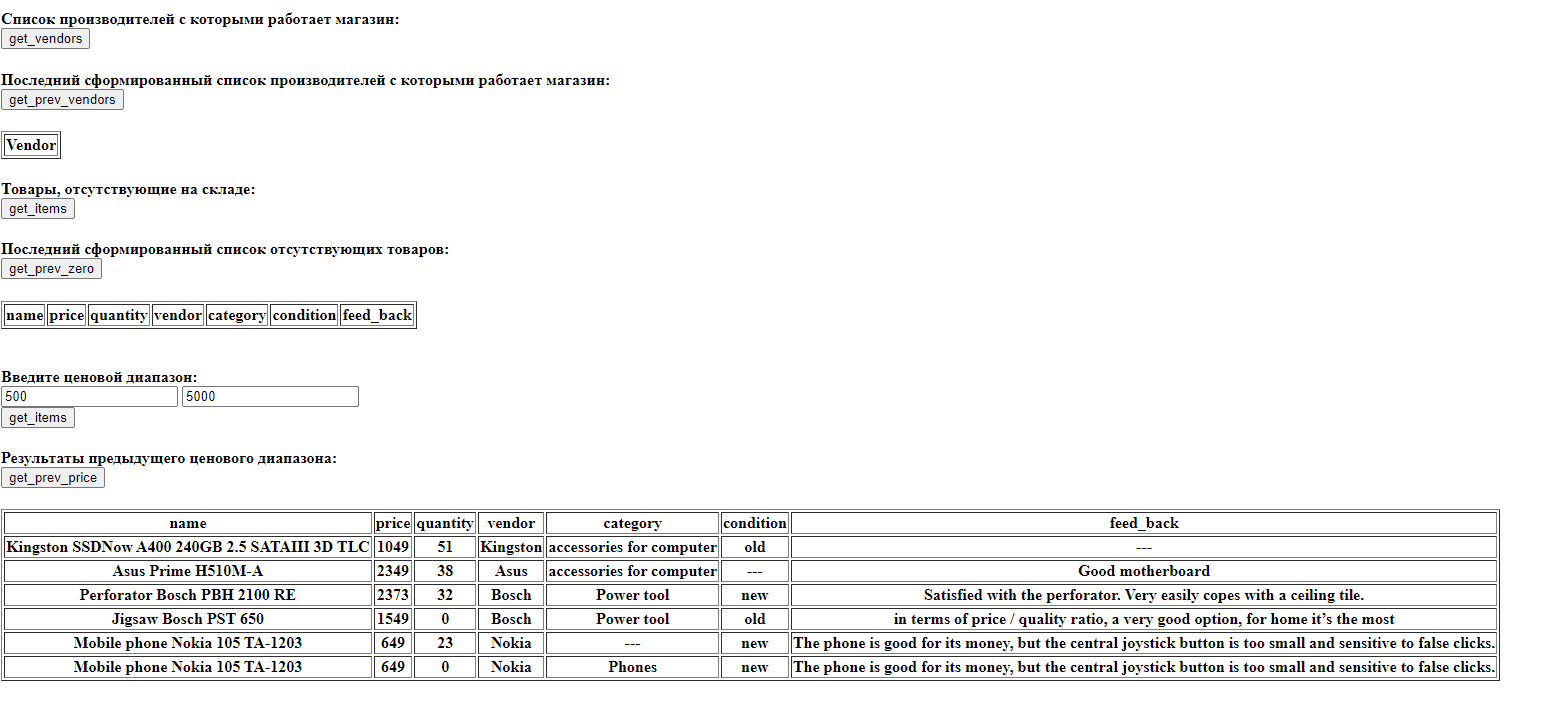 Список производителей с которыми работает магазин:
get_vendors
Последний сформированный список производителей с которыми работает магазин:
get_prev_vendors
Vendor
Товары, отсутствующие на складе:
get_items
Последний сформированный список отсутствующих товаров:
get_prev_zero
name price quantity vendor category condition feed_back
Введите ценовой диапазон:
500 5000
get_items
Результаты предыдущего ценового диапазона:
get_prev_price
name price quantity vendor category condition feed_back
Kingston SSDNow A400 240GB 2.5 SATAIII 3D TLC 1049 51 Kingston accessories for computer old ---
Asus Prime H510M-A 2349 38 Asus accessories for computer --- Good motherboard
Perforator Bosch PBH 2100 RE 2373 32 Bosch Power tool new Satisfied with the perforator. Very easily copes with a ceiling tile.
Jigsaw Bosch PST 650 1549 0 Bosch Power tool old in terms of price / quality ratio, a very good option, for home it’s the most
Mobile phone Nokia 105 TA-1203 649 23 Nokia --- new The phone is good for its money, but the central joystick button is too small and sensitive to false clicks.
Mobile phone Nokia 105 TA-1203 649 0 Nokia Phones new The phone is good for its money, but the central joystick button is too small and sensitive to false clicks.